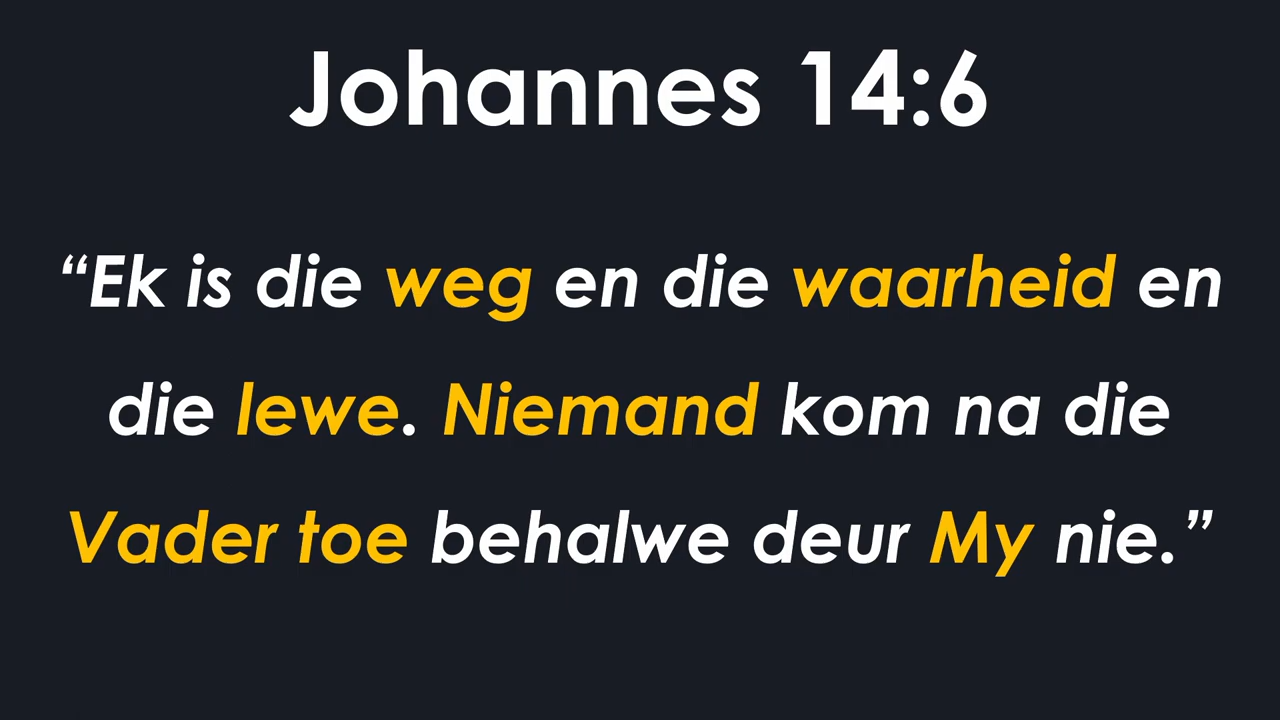 Johannes 14:6
“Ek is die weg en die waarheid en
die lewe. Niemand kom na die
Vader toe behalwe deur My nie.”